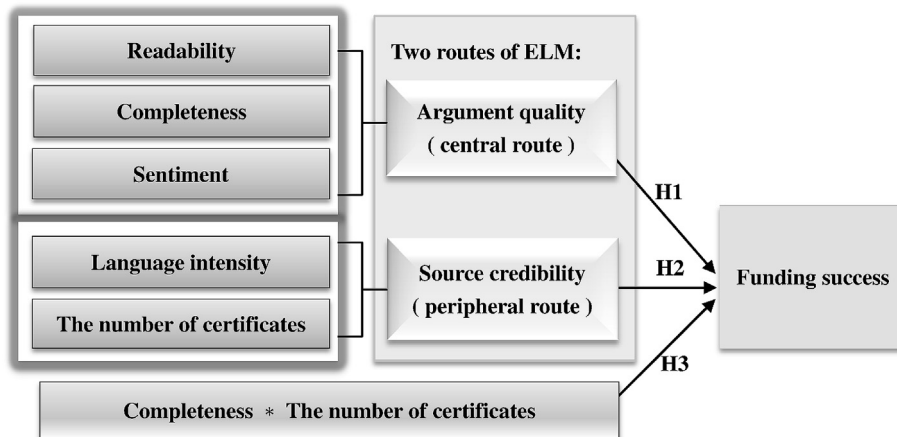 Readability
Completeness
Sentiment
Language intensity
The number of certificates
Two routes of ELM:
Argument quality
( central route )
Source credibility
( peripheral route )
H1
H2
H3
Funding success
Completeness * The number of certificates